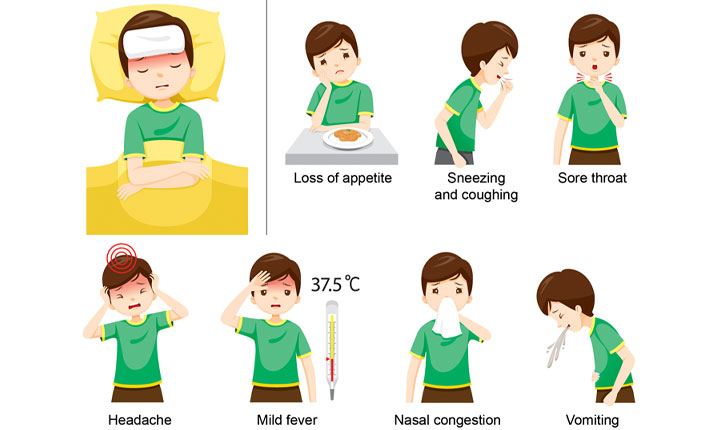 Loss of appetite
Sneezing
and coughing
Sore throat
37.5℃
Headache
Mild fever
Nasal congestion
Vomiting